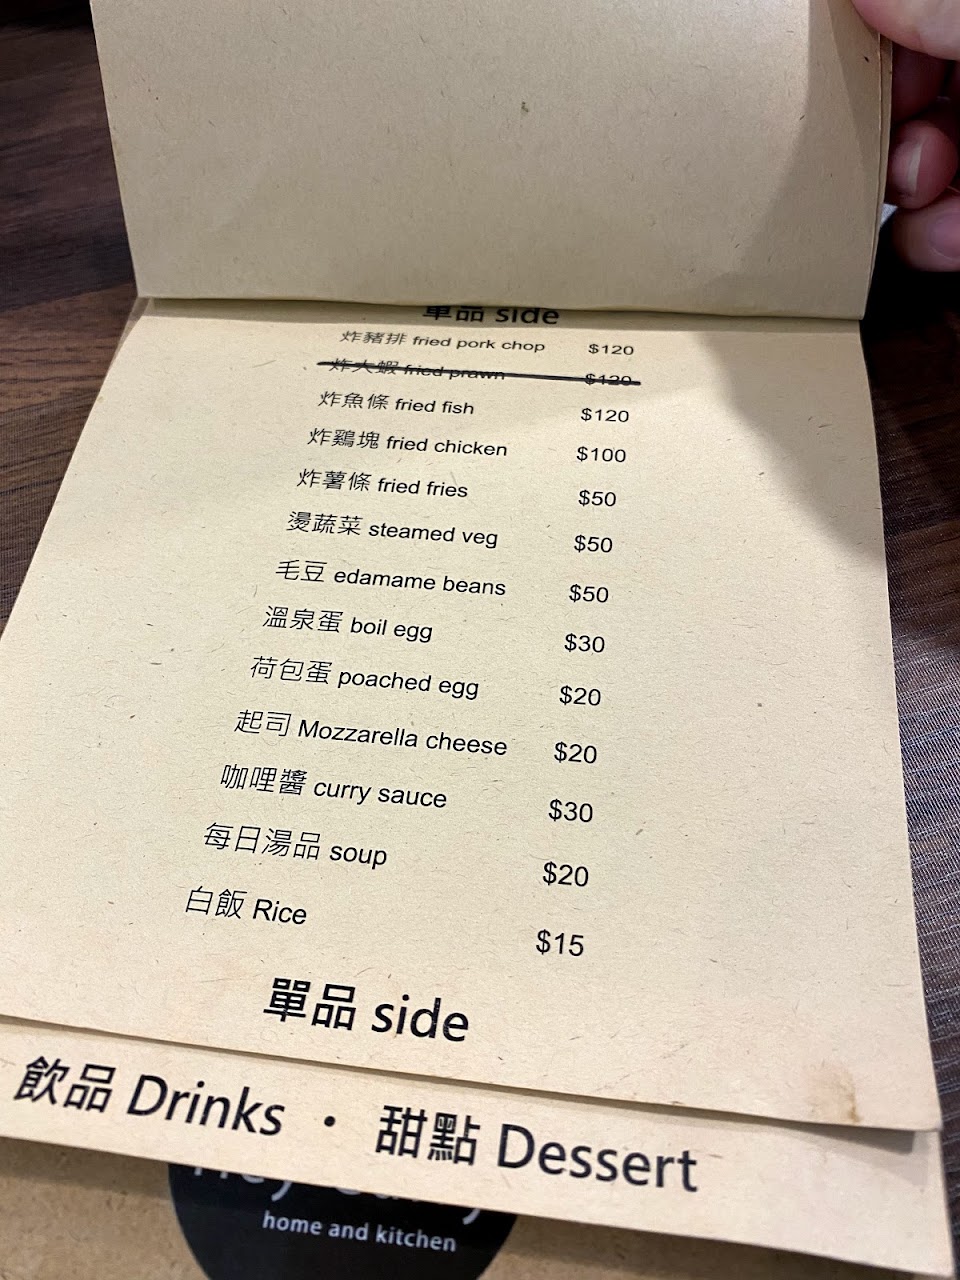 單品 side
炸豬排 fried pork chop $120
炸大蝦 fried prawn $120
炸魚條 fried fish $120
炸鷄塊 fried chicken $100
炸薯條 fried fries $50
燙蔬菜 steamed veg $50
毛豆 edamame beans $50
溫泉蛋 boil egg $30
荷包蛋 poached egg $20
起司 Mozzarella cheese $20
咖哩醬 curry sauce $30
每日湯品 soup $20
白飯 Rice $15
單品 side
飲品 Drinks ・ 甜點 Dessert
home and kitchen